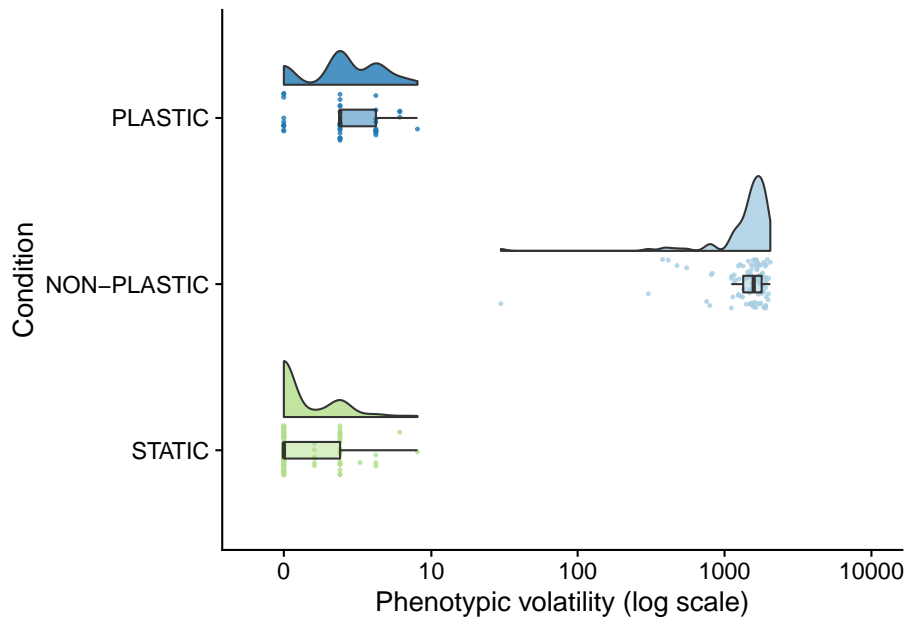 PLASTIC
NON−PLASTIC
STATIC
Condition
0 10 100 1000 10000
Phenotypic volatility (log scale)